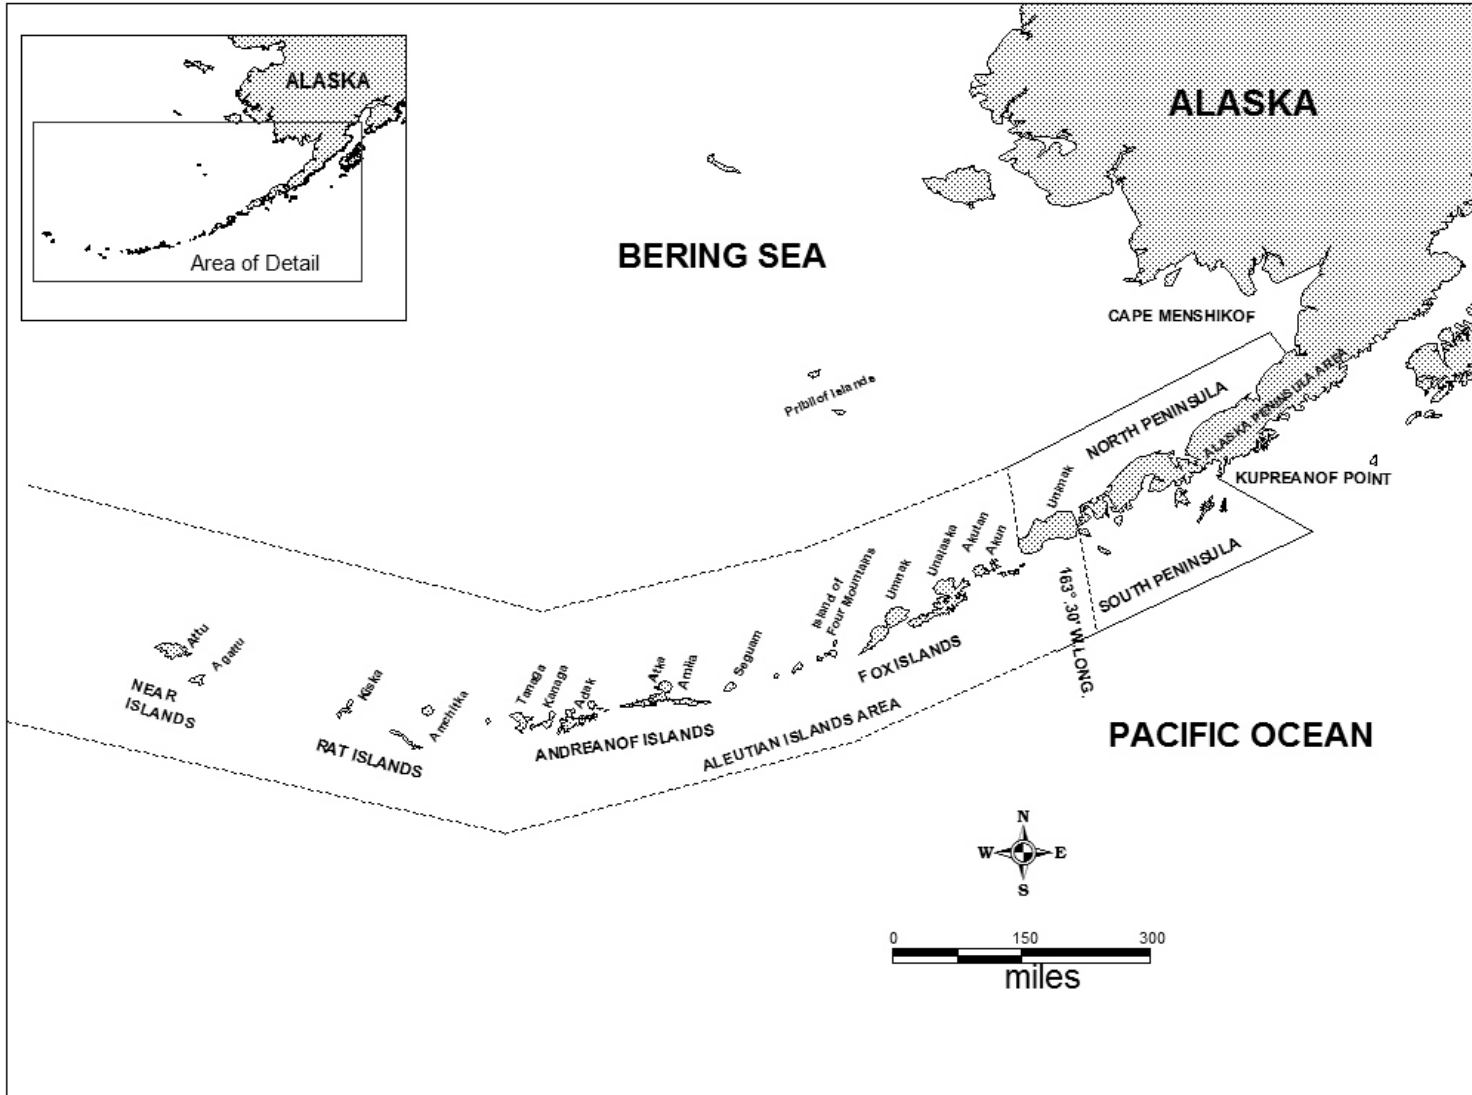 ALASKA
Area of Detail
ALASKA
BERING SEA
CAPE MENSHIKOF
Pribilof Islands
NORTH PENINSULA
ALASKA PENINSULA AREA
KUPREANOF POINT
Unimak
SOUTH PENINSULA
163°.30' W.LONG.
Akun
Akutan
Unalaska
Umnak
Island of
Four Mountains
FOX ISLANDS
Seguam
Amlia
Atka
Adak
Kanaga
Tanaga
ANDREANOF ISLANDS
ALEUTIAN ISLANDS AREA
Amchitka
Kiska
RAT ISLANDS
Agattu
Attu
NEAR
ISLANDS
PACIFIC OCEAN
N
W E
S
0 150 300
miles